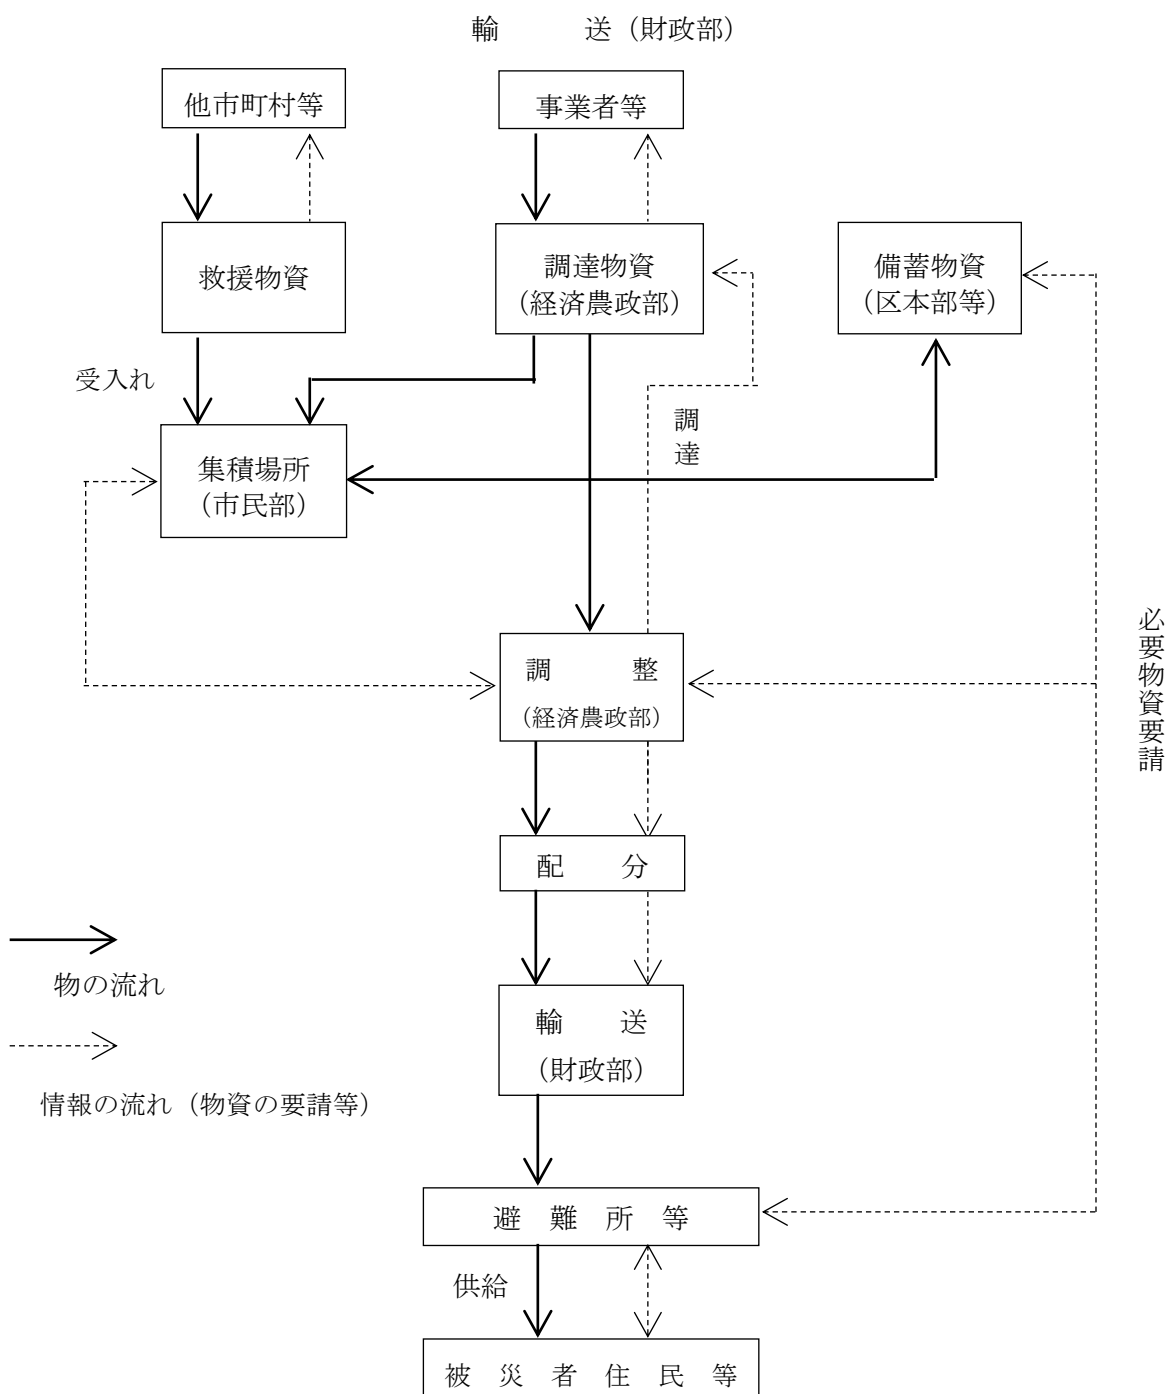 輸　　　送（財政部）
他市町村等
事業者等
救援物資
調達物資
（経済農政部）
備蓄物資
（区本部等）
受入れ
調
達
集積場所
（市民部）
必要物資要請
調　　　整
（経済農政部）
配　　分
物の流れ
輸　　送
（財政部）
情報の流れ（物資の要請等）
避　難　所　等
供給
被　災　者　住　民　等